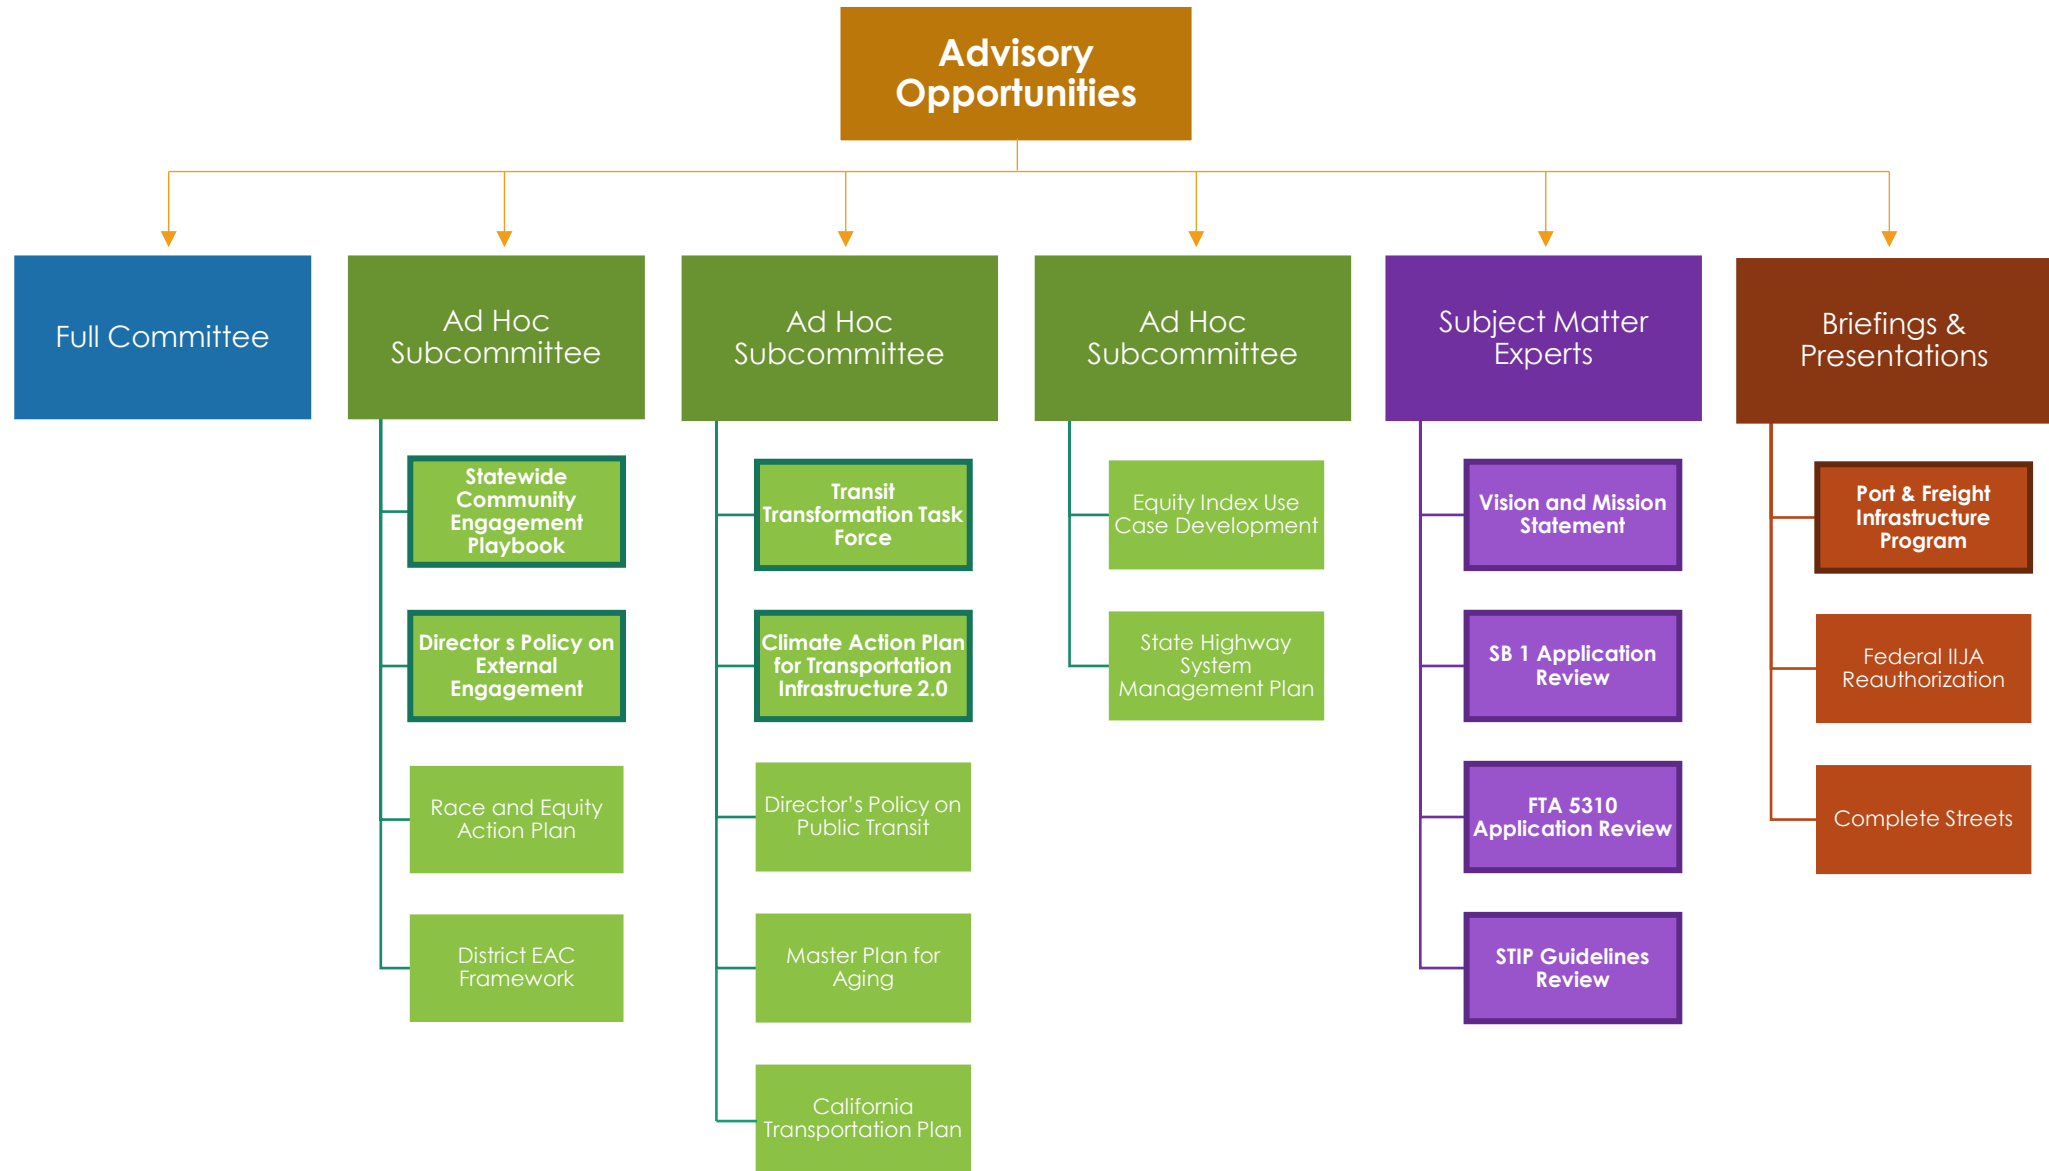 Advisory
Opportunities
Full Committee
Ad Hoc
Subcommittee
Statewide
Community
Engagement
Playbook
Director s Policy on
External
Engagement
Race and Equity
Action Plan
District EAC
Framework
Ad Hoc
Subcommittee
Transit
Transformation Task
Force
Climate Action Plan
for Transportation
Infrastructure 2.0
Director’s Policy on
Public Transit
Master Plan for
Aging
California
Transportation Plan
Ad Hoc
Subcommittee
Equity Index Use
Case Development
State Highway
System
Management Plan
Subject Matter
Experts
Vision and Mission
Statement
SB 1 Application
Review
FTA 5310
Application Review
STIP Guidelines
Review
Briefings &
Presentations
Port & Freight
Infrastructure
Program
Federal IIJA
Reauthorization
Complete Streets